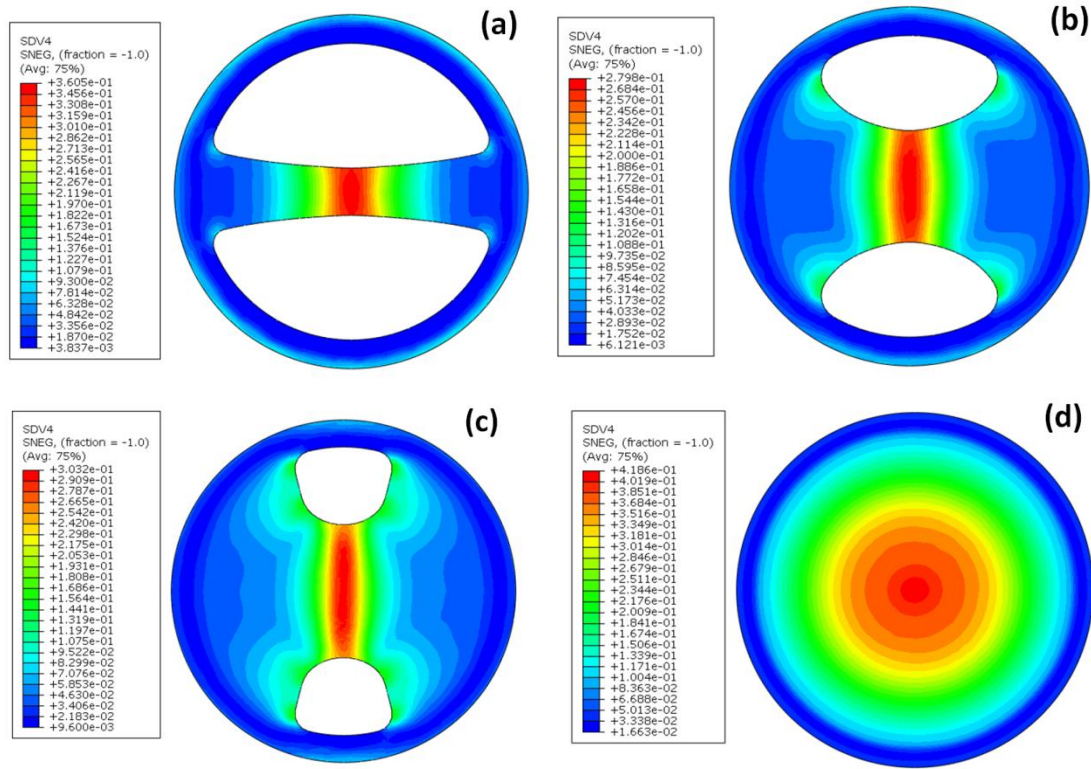 (a)
SDV4
SNEG, (fraction = -1.0)
(Avg: 75%)
+3.605e-01
+3.456e-01
+3.308e-01
+3.159e-01
+3.010e-01
+2.862e-01
+2.713e-01
+2.565e-01
+2.416e-01
+2.267e-01
+2.119e-01
+1.970e-01
+1.822e-01
+1.673e-01
+1.524e-01
+1.376e-01
+1.227e-01
+1.079e-01
+9.300e-02
+7.814e-02
+6.328e-02
+4.842e-02
+3.356e-02
+1.870e-02
+3.837e-03
(b)
SDV4
SNEG, (fraction = -1.0)
(Avg: 75%)
+2.798e-01
+2.684e-01
+2.570e-01
+2.456e-01
+2.342e-01
+2.228e-01
+2.114e-01
+2.000e-01
+1.886e-01
+1.772e-01
+1.658e-01
+1.544e-01
+1.430e-01
+1.316e-01
+1.202e-01
+1.088e-01
+9.735e-02
+8.595e-02
+7.454e-02
+6.314e-02
+5.173e-02
+4.033e-02
+2.893e-02
+1.752e-02
+6.121e-03
(c)
SDV4
SNEG, (fraction = -1.0)
(Avg: 75%)
+3.032e-01
+2.909e-01
+2.787e-01
+2.665e-01
+2.542e-01
+2.420e-01
+2.298e-01
+2.175e-01
+2.053e-01
+1.931e-01
+1.808e-01
+1.686e-01
+1.564e-01
+1.441e-01
+1.319e-01
+1.197e-01
+1.075e-01
+9.522e-02
+8.299e-02
+7.076e-02
+5.853e-02
+4.630e-02
+3.406e-02
+2.183e-02
+9.600e-03
(d)
SDV4
SNEG, (fraction = -1.0)
(Avg: 75%)
+4.186e-01
+4.019e-01
+3.851e-01
+3.684e-01
+3.516e-01
+3.349e-01
+3.181e-01
+3.014e-01
+2.846e-01
+2.679e-01
+2.511e-01
+2.344e-01
+2.176e-01
+2.009e-01
+1.841e-01
+1.674e-01
+1.506e-01
+1.339e-01
+1.171e-01
+1.004e-01
+8.363e-02
+6.688e-02
+5.013e-02
+3.338e-02
+1.663e-02